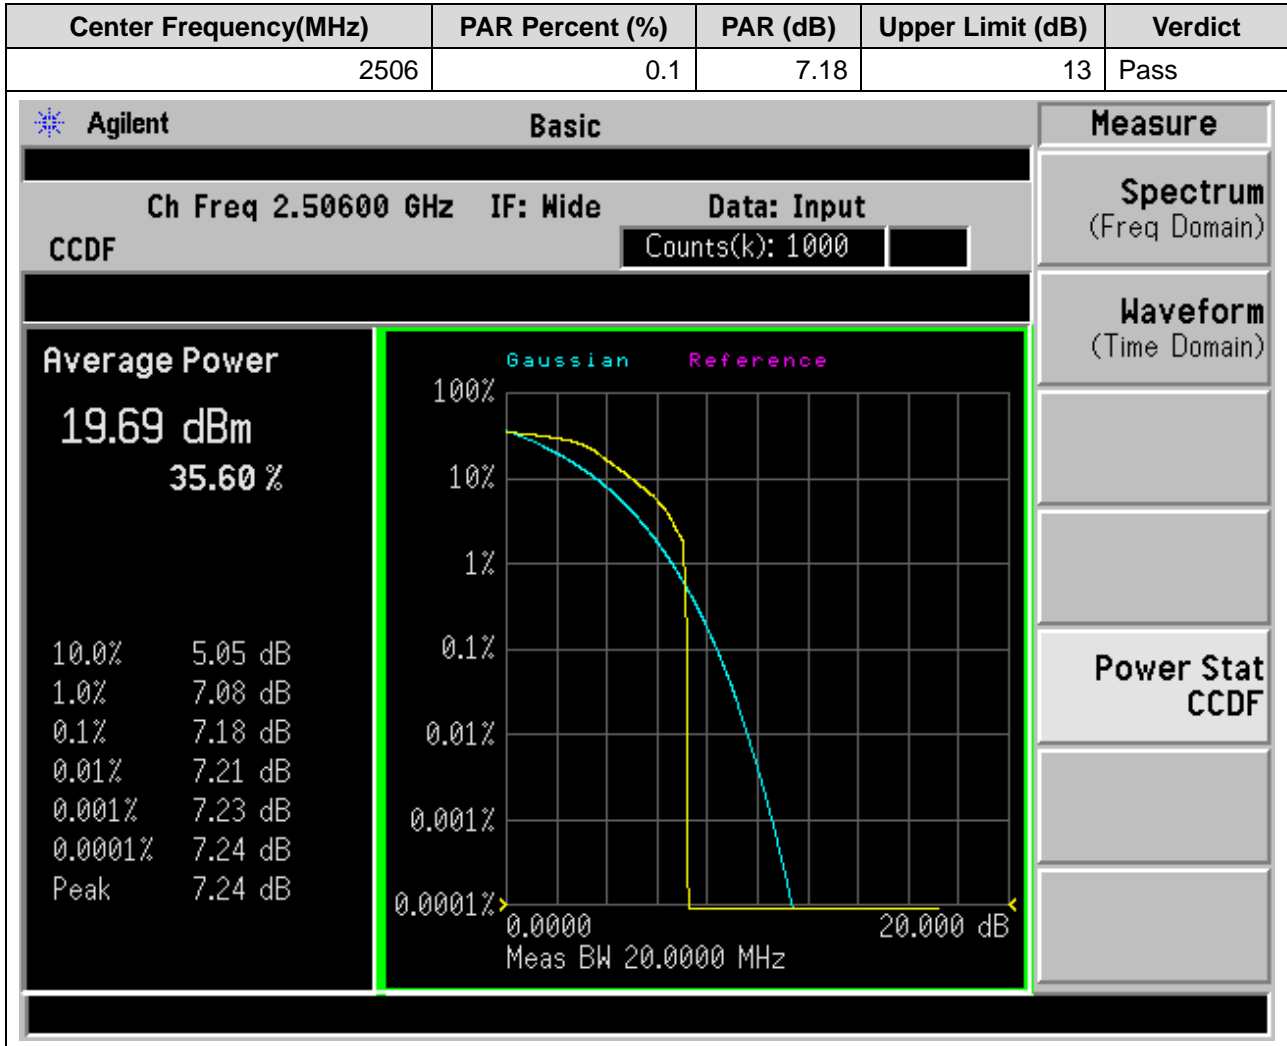 Center Frequency(MHz) PAR Percent (%) PAR (dB) Upper Limit (dB) Verdict
2506 0.1 7.18 13 Pass
Agilent Basic Measure
Ch Freq 2.50600 GHz IF: Wide Data: Input
CCDF Counts(k): 1000
Spectrum
(Freq Domain)
Waveform
(Time Domain)
Power Stat
CCDF
Average Power
19.69 dBm
35.60 %
10.0% 5.05 dB
1.0% 7.08 dB
0.1% 7.18 dB
0.01% 7.21 dB
0.001% 7.23 dB
0.0001% 7.24 dB
Peak 7.24 dB
Gaussian Reference
100%
10%
1%
0.1%
0.01%
0.001%
0.0001%
0.0000 20.000 dB
Meas BW 20.0000 MHz